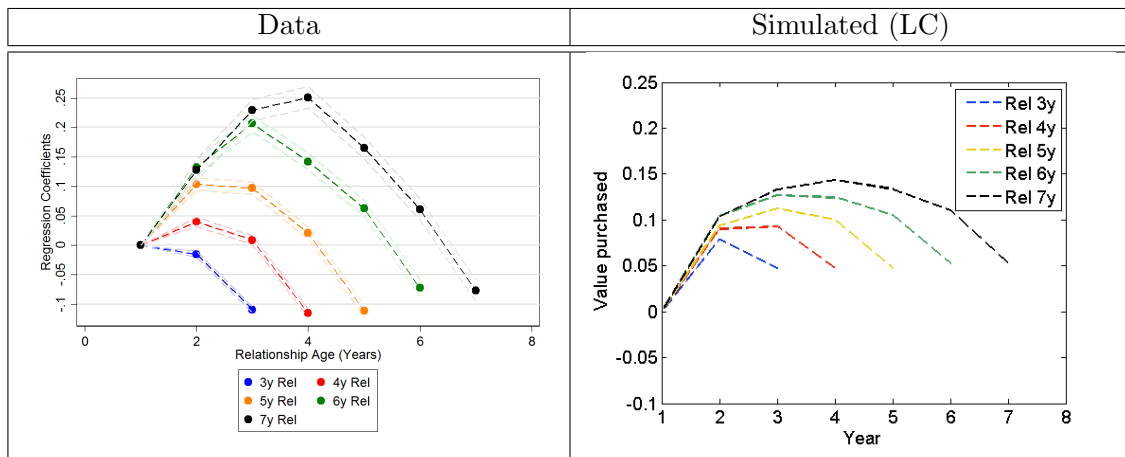 Data
Simulated (LC)
Regression Coefficients
.25
.2
.15
.1
.05
0
-.05
-.1
0
2
4
6
8
Relationship Age (Years)
3y Rel
4y Rel
5y Rel
6y Rel
7y Rel
Value purchased
0.25
0.2
0.15
0.1
0.05
0
-0.05
-0.1
1
2
3
4
5
6
7
8
Year
Rel 3y
Rel 4y
Rel 5y
Rel 6y
Rel 7y